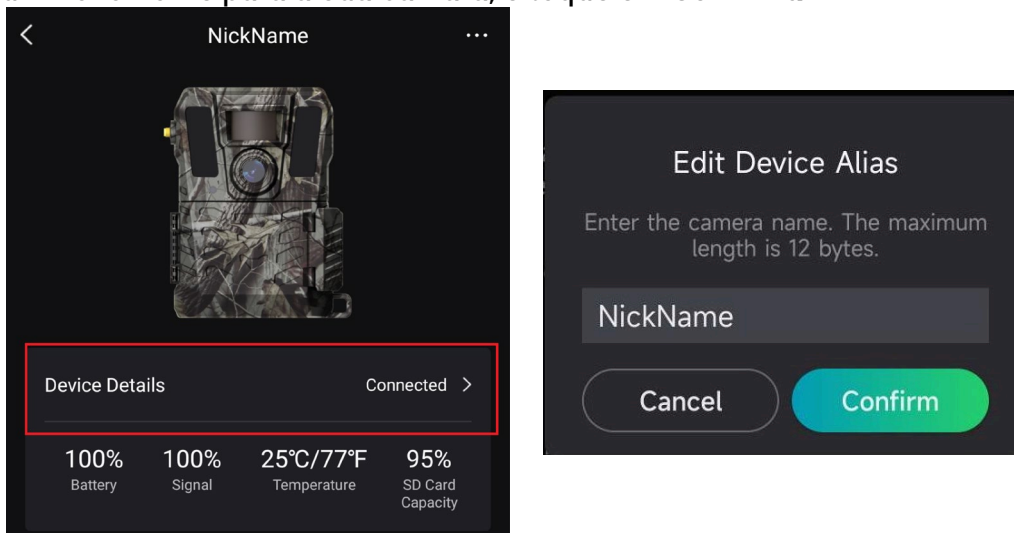 NickName
Device Details
Connected
100%
100%
25℃/77℉
95%
Battery
Signal
Temperature
SD Card
Capacity
Edit Device Alias
Enter the camera name. The maximum
length is 12 bytes.
NickName
Cancel
Confirm